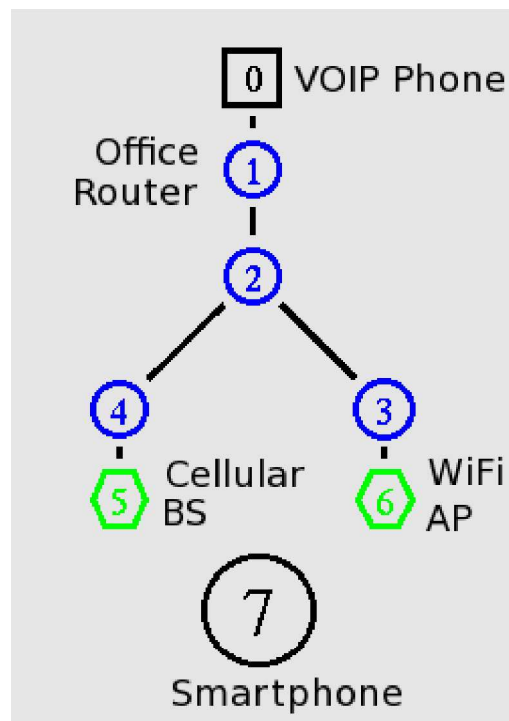 0 VOIP Phone
Office
Router
1
2
4
3
5
Cellular
BS
6
WiFi
AP
7
Smartphone